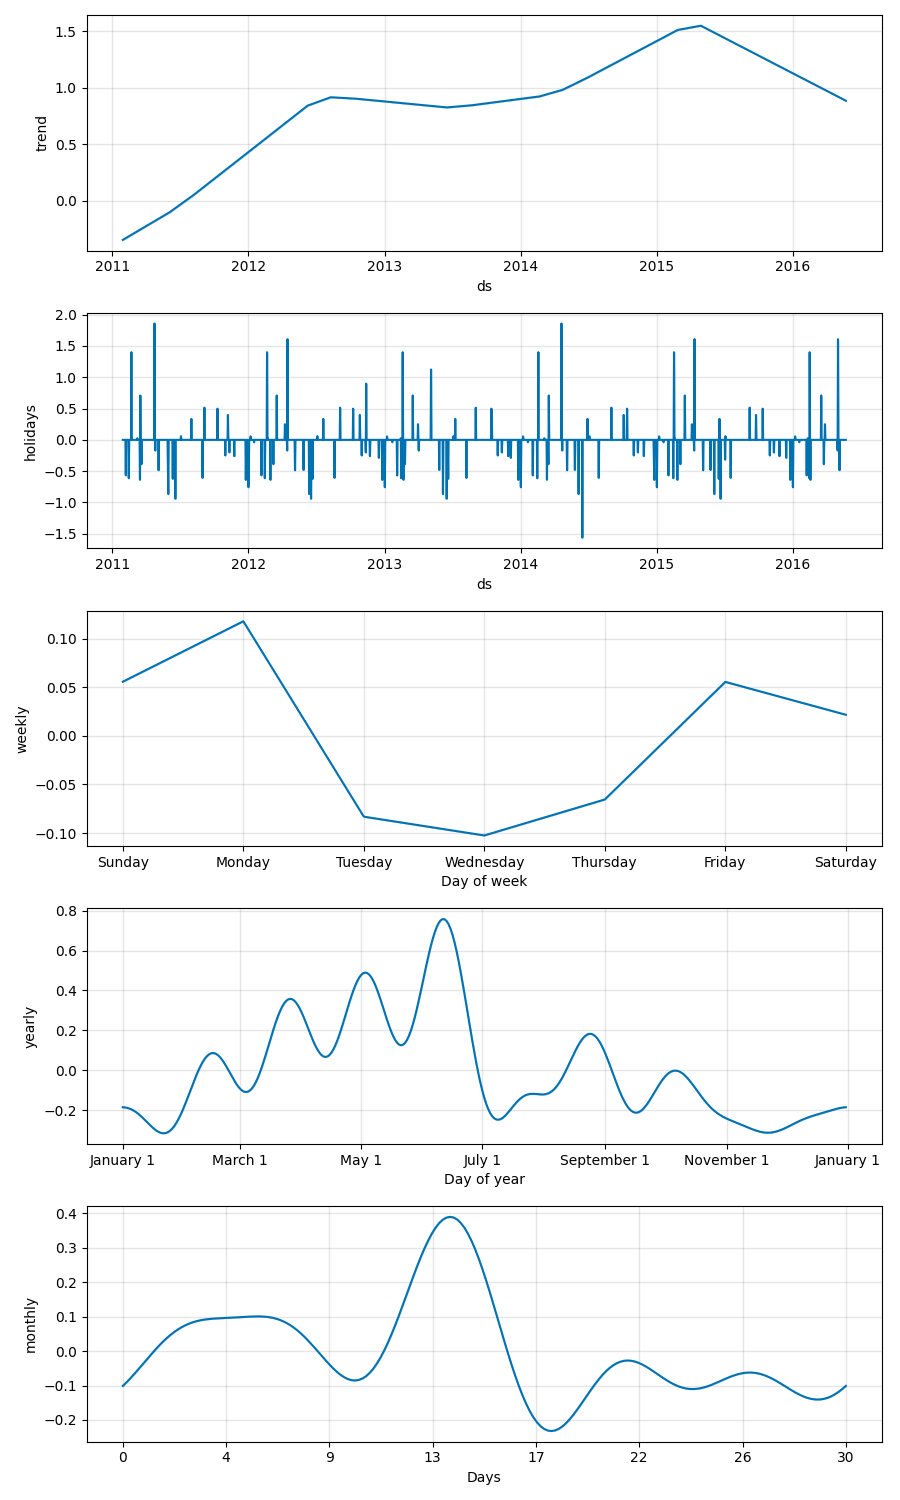 trend
1.5
1.0
0.5
0.0
2011 2012 2013 2014 2015 2016
ds
holidays
2.0
1.5
1.0
0.5
0.0
−0.5
−1.0
−1.5
2011 2012 2013 2014 2015 2016
ds
weekly
0.10
0.05
0.00
−0.05
−0.10
Sunday Monday Tuesday Wednesday Thursday Friday Saturday
Day of week
yearly
0.8
0.6
0.4
0.2
0.0
−0.2
January 1 March 1 May 1 July 1 September 1 November 1 January 1
Day of year
monthly
0.4
0.3
0.2
0.1
0.0
−0.1
−0.2
0 4 9 13 17 22 26 30
Days